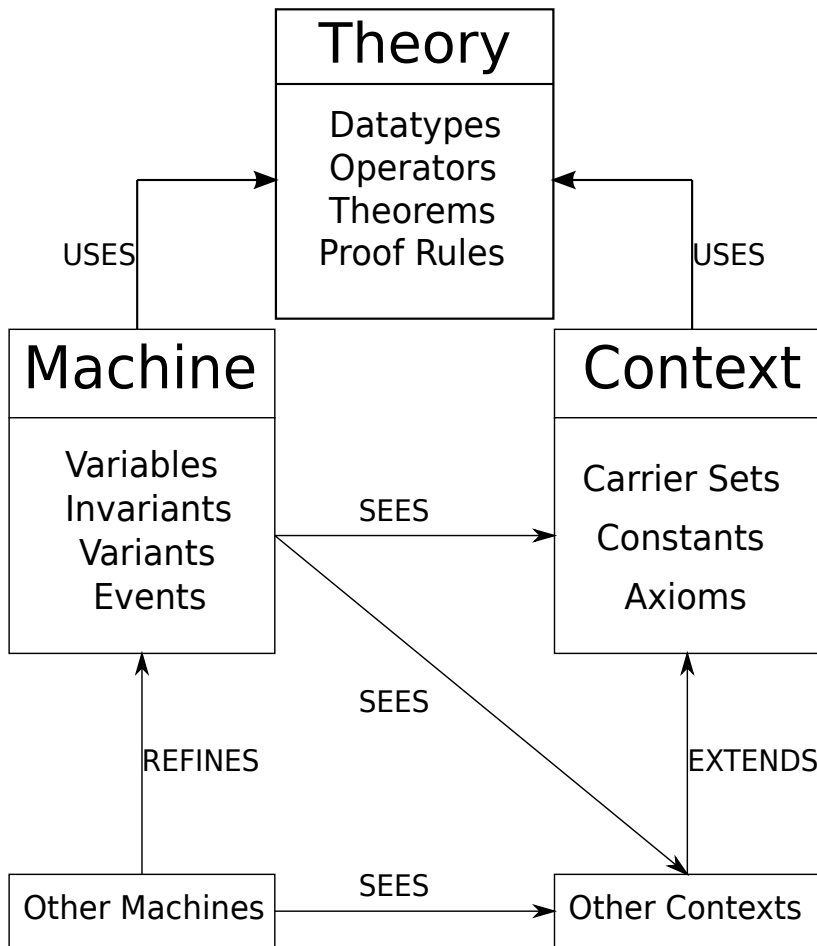 Theory
Datatypes
Operators
Theorems
Proof Rules
USES
USES
Machine
Context
Variables
Invariants
Variants
Events
Carrier Sets
Constants
Axioms
SEES
SEES
REFINES
EXTENDS
SEES
Other Machines
Other Contexts